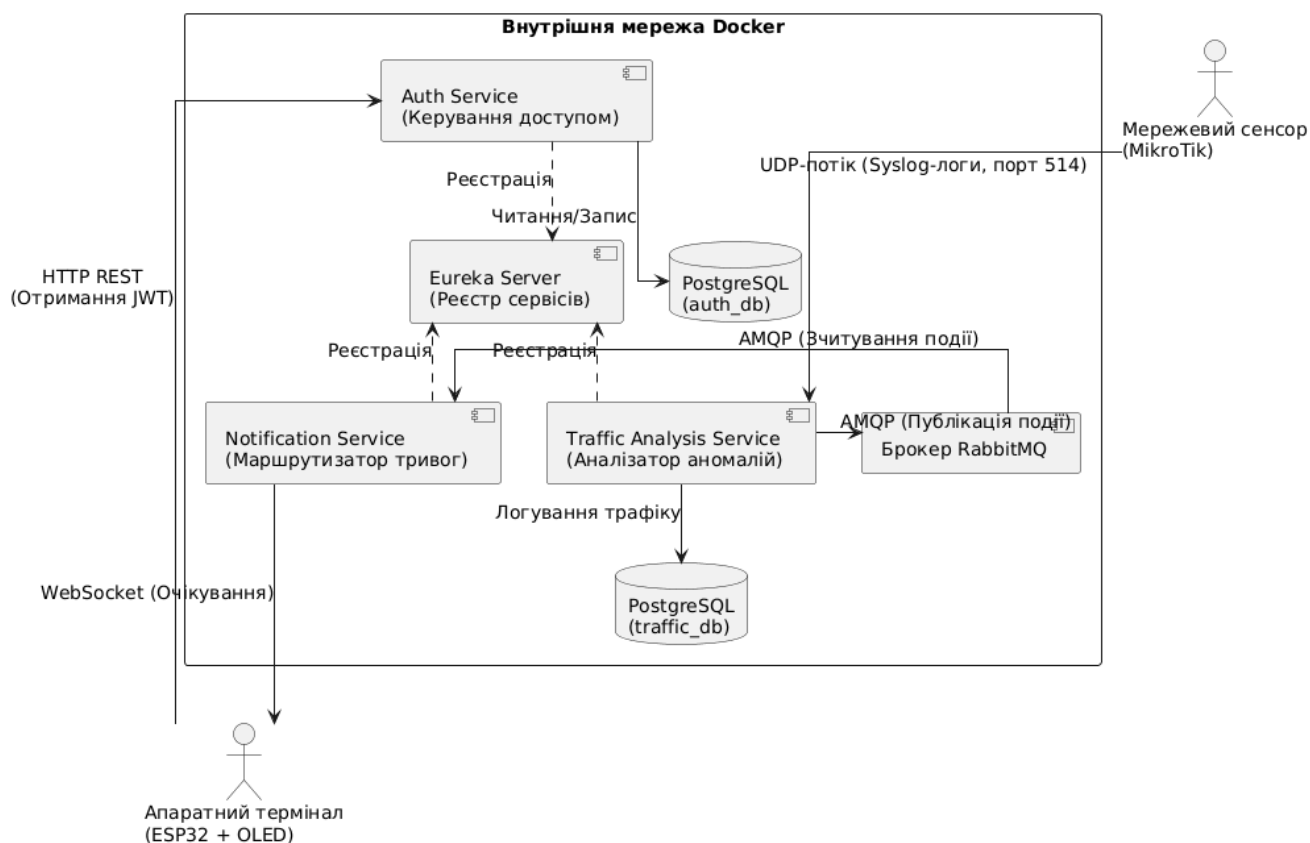 Внутрішня мережа Docker
Auth Service
(Керування доступом)
Мережевий сенсор
(MikroTik)
UDP-потік (Syslog-логи, порт 514)
Реєстрація
Читання/Запис
HTTP REST
(Отримання JWT)
Eureka Server
(Реєстр сервісів)
PostgreSQL
(auth_db)
AMQP (Зчитування події)
Реєстрація
Реєстрація
Notification Service
(Маршрутизатор тривог)
Traffic Analysis Service
(Аналізатор аномалій)
AMQP (Публікація події)
Брокер RabbitMQ
Логування трафіку
WebSocket (Очікування)
PostgreSQL
(traffic_db)
Апаратний термінал
(ESP32 + OLED)